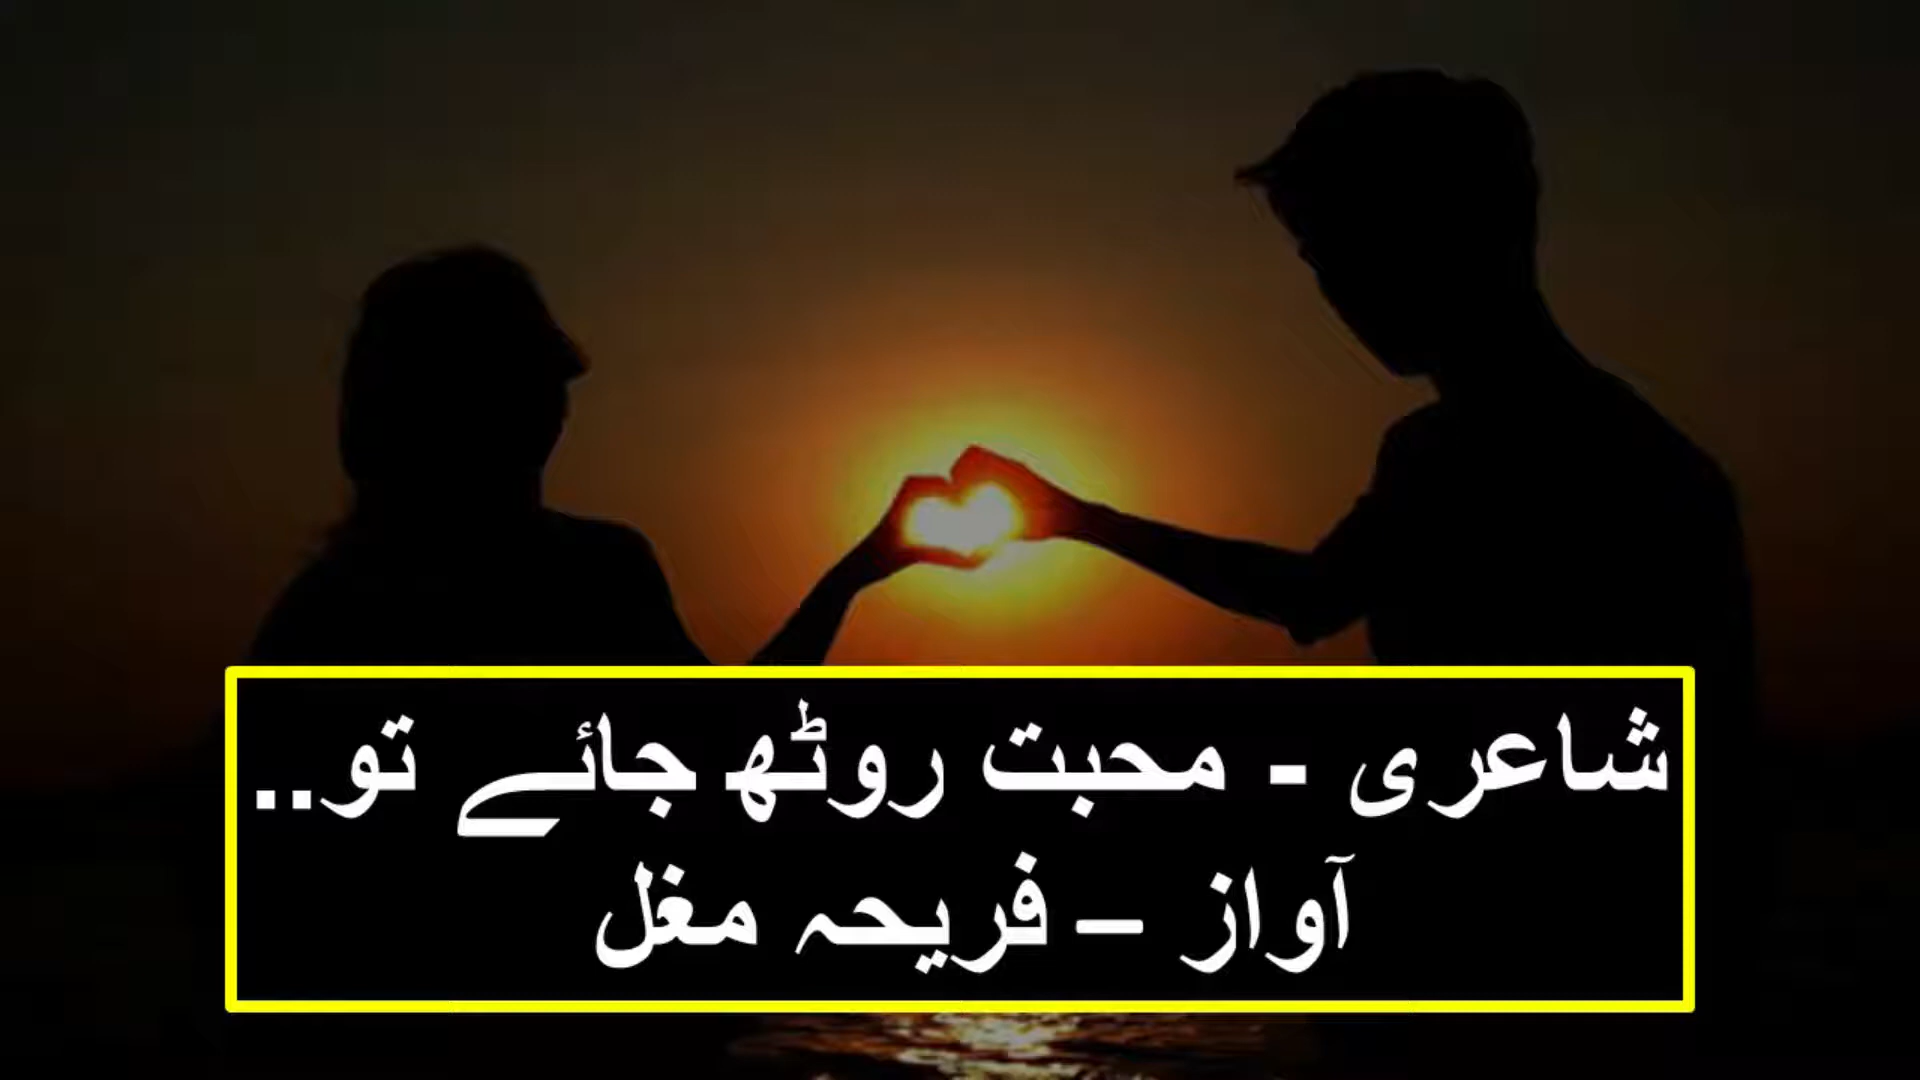 شاعری - محبت روٹھ جائے تو..
آواز – فریحہ مغل